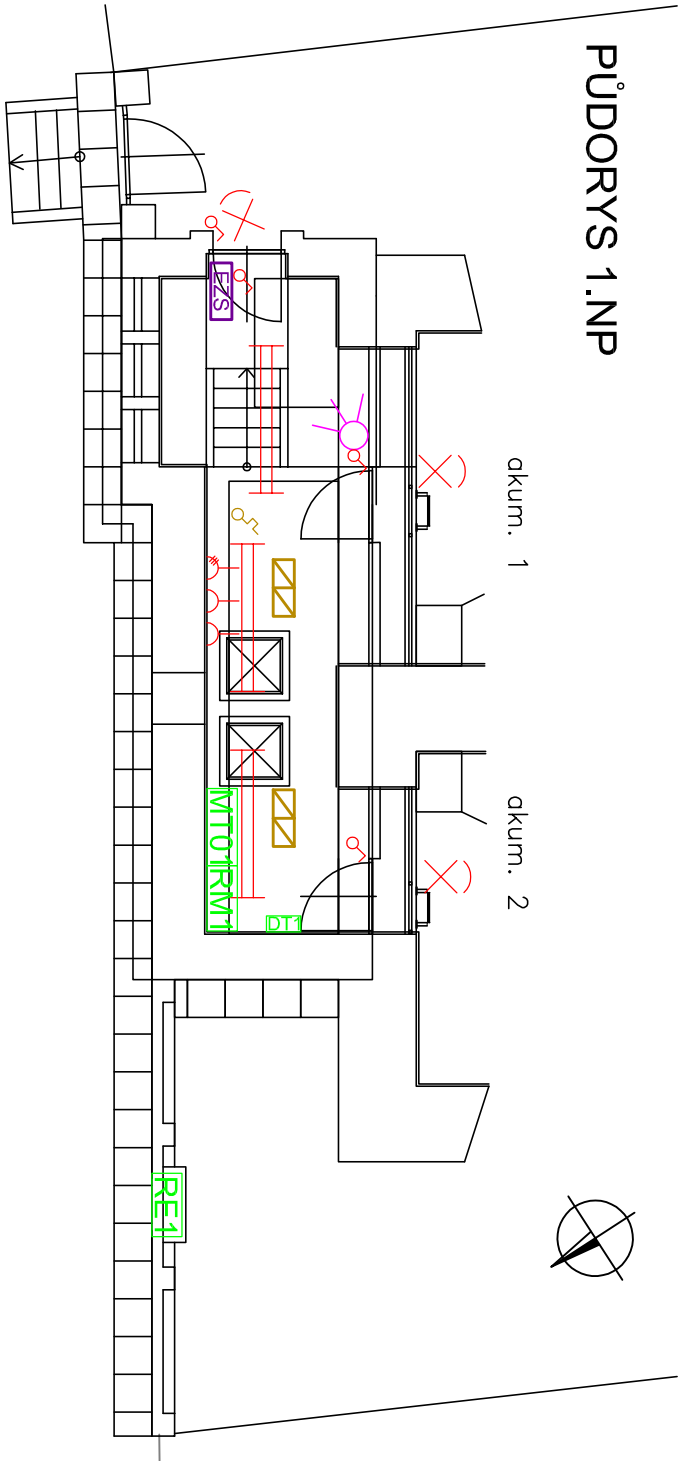 PŮDORYS 1.NP
akum. 1
akum. 2
EZS
MT01
RM1
DT1
RE1